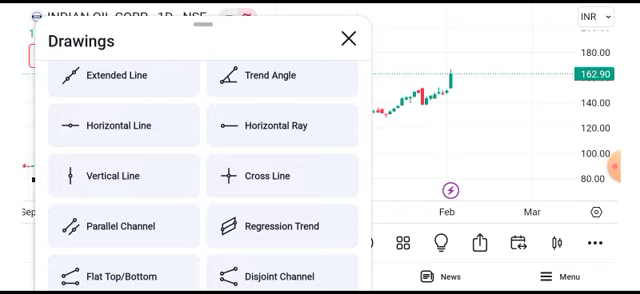 INDIAN OIL CORP 1D NSE
INR
Drawings
180.00
Extended Line
Trend Angle
162.90
140.00
Horizontal Line
Horizontal Ray
120.00
100.00
Vertical Line
Cross Line
80.00
Sep
Feb
Mar
Parallel Channel
Regression Trend
Flat Top/Bottom
Disjoint Channel
News
Menu